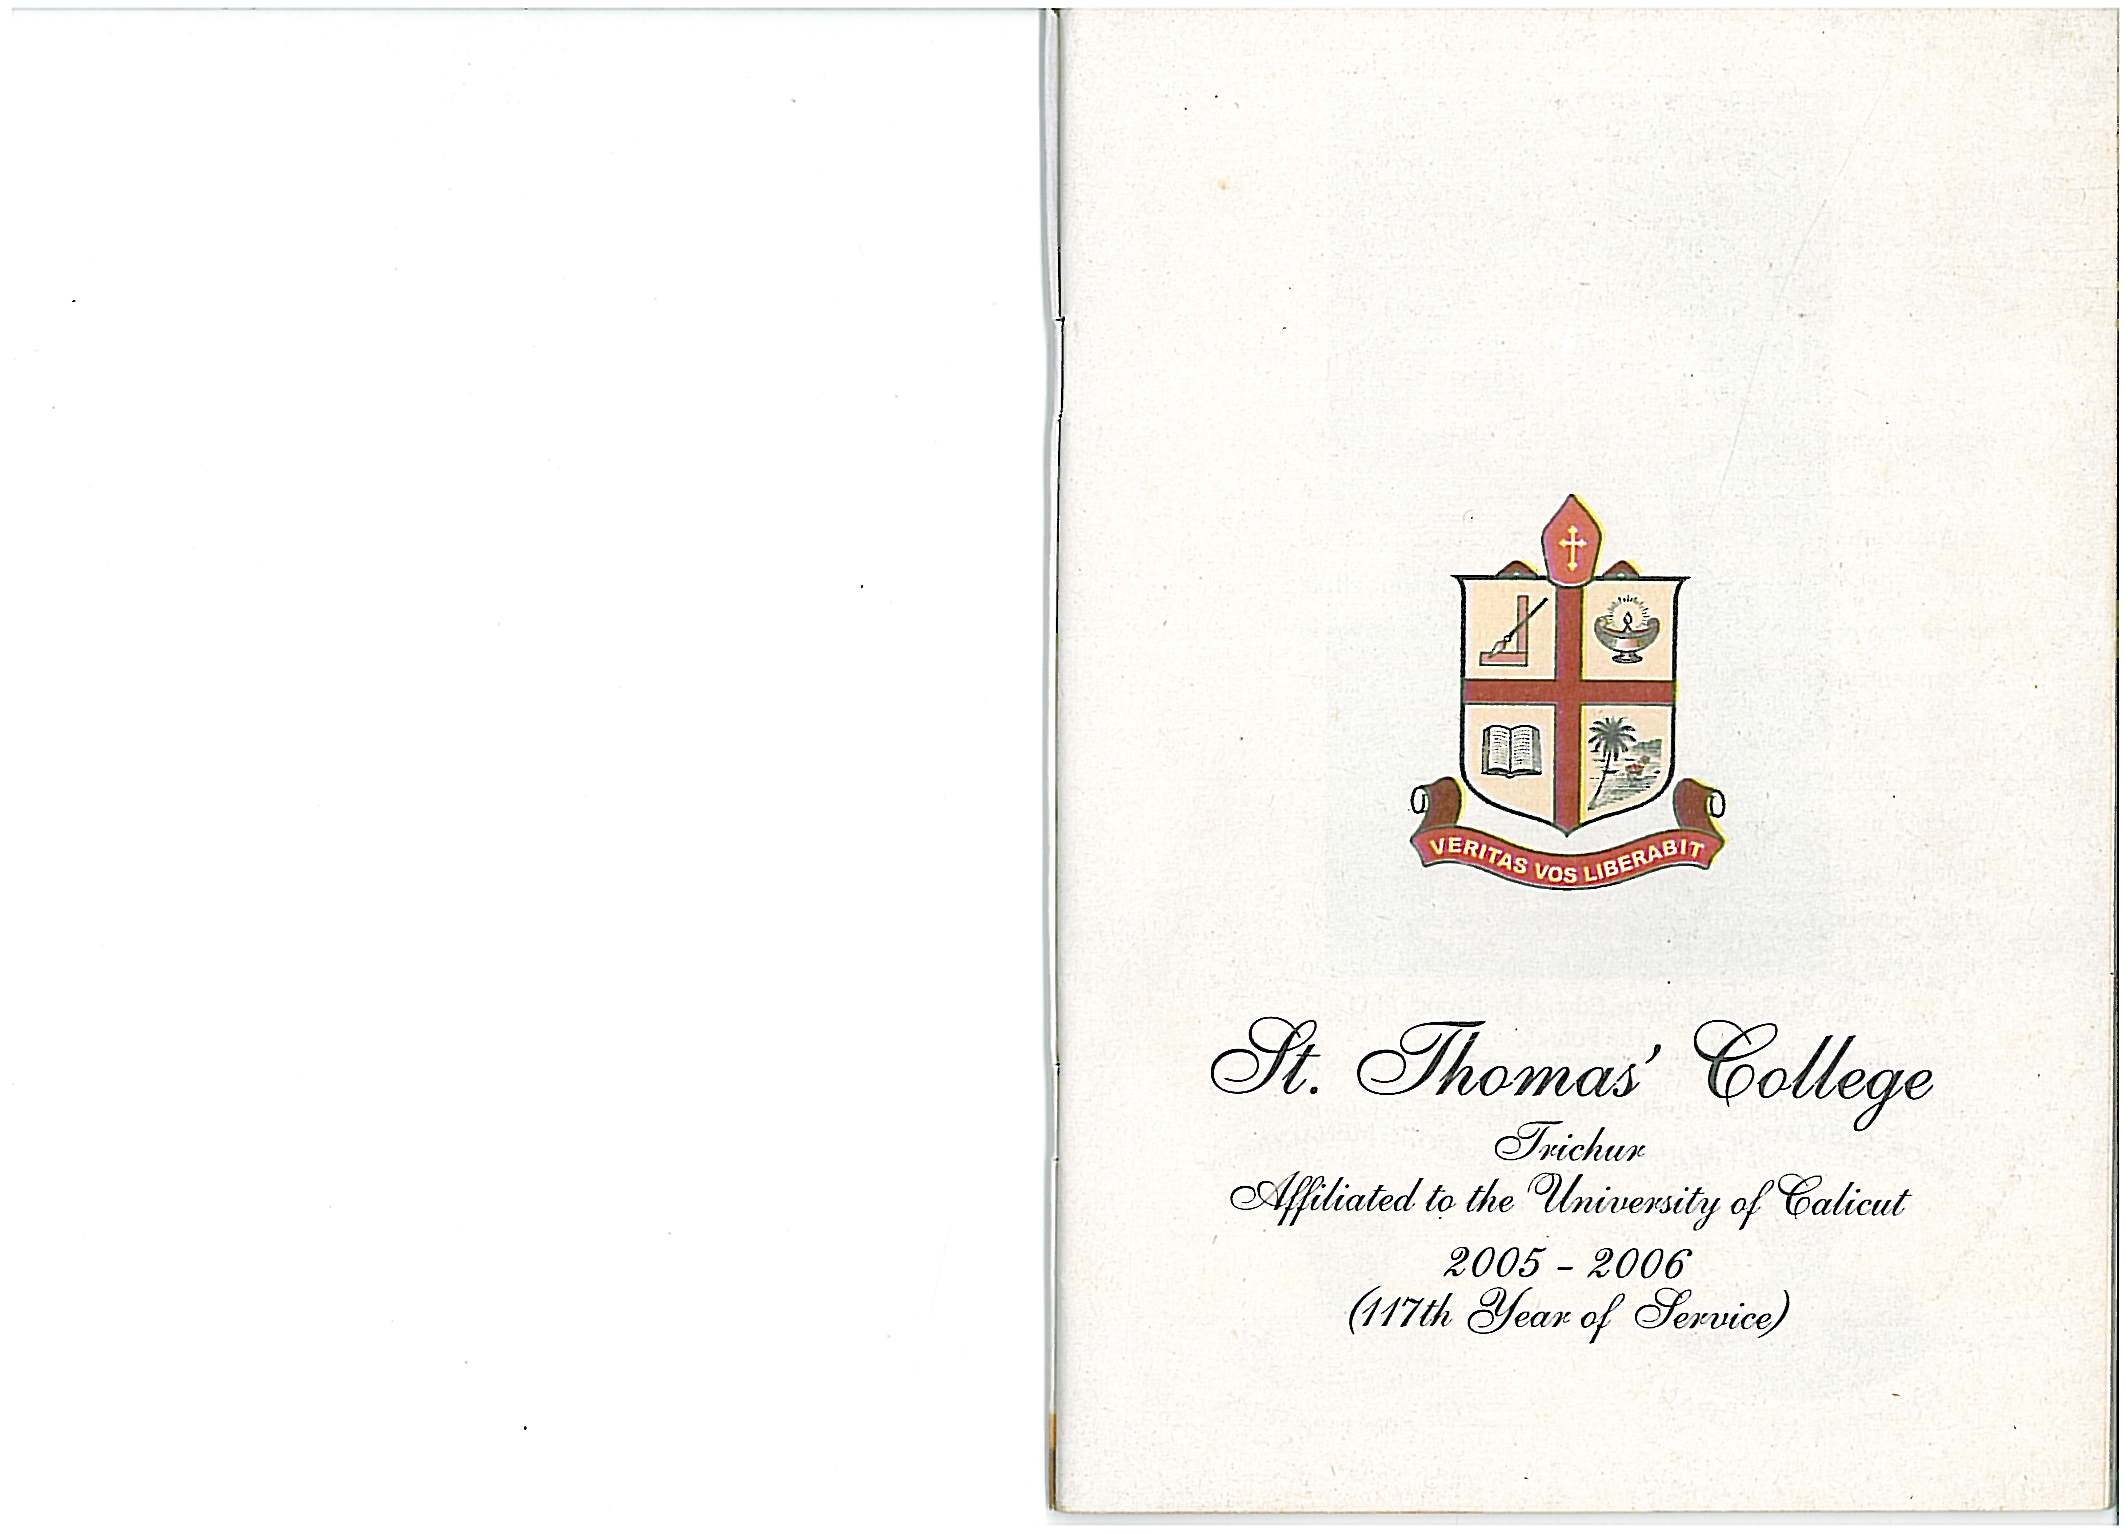 VERITAS VOS LIBERABIT
St. Thomas' College
Trichur
Affiliated to the University of Calicut
2005 - 2006
(117th Year of Service)